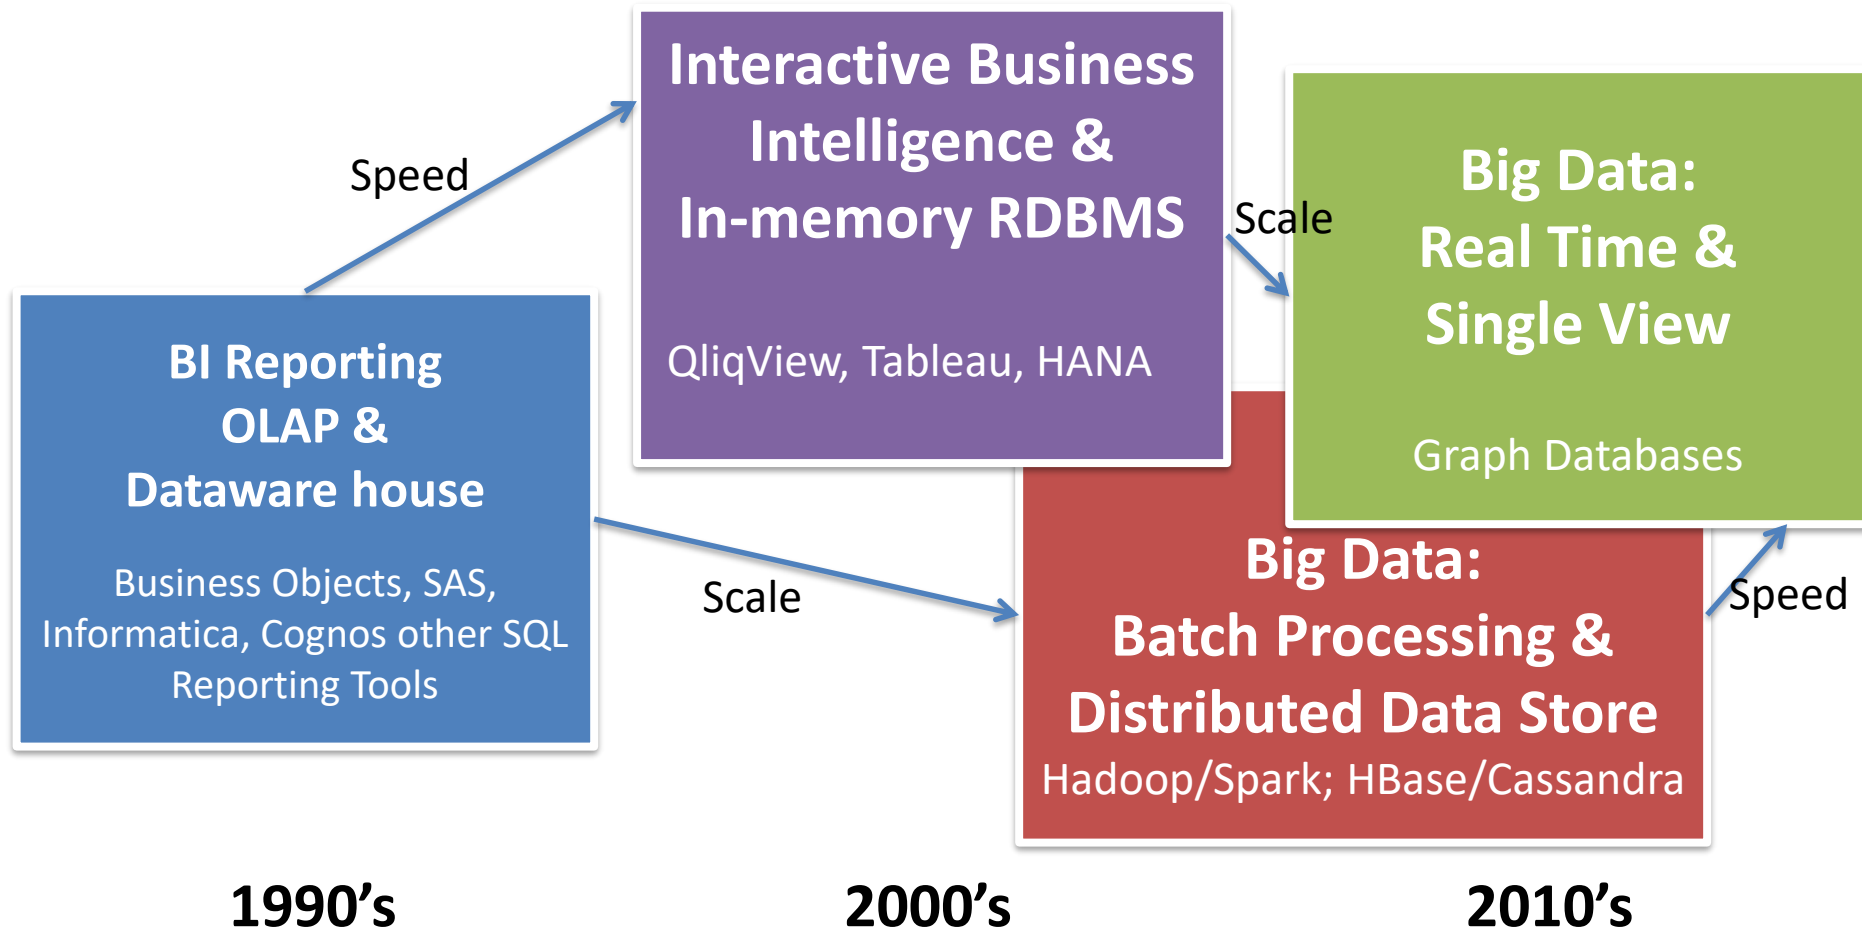 BI Reporting
OLAP &
Dataware house
Business Objects, SAS,
Informatica, Cognos other SQL
Reporting Tools
Speed
Scale
Interactive Business
Intelligence &
In-memory RDBMS
QliqView, Tableau, HANA
Scale
Big Data:
Batch Processing &
Distributed Data Store
Hadoop/Spark; HBase/Cassandra
Speed
Big Data:
Real Time &
Single View
Graph Databases
1990’s
2000’s
2010’s